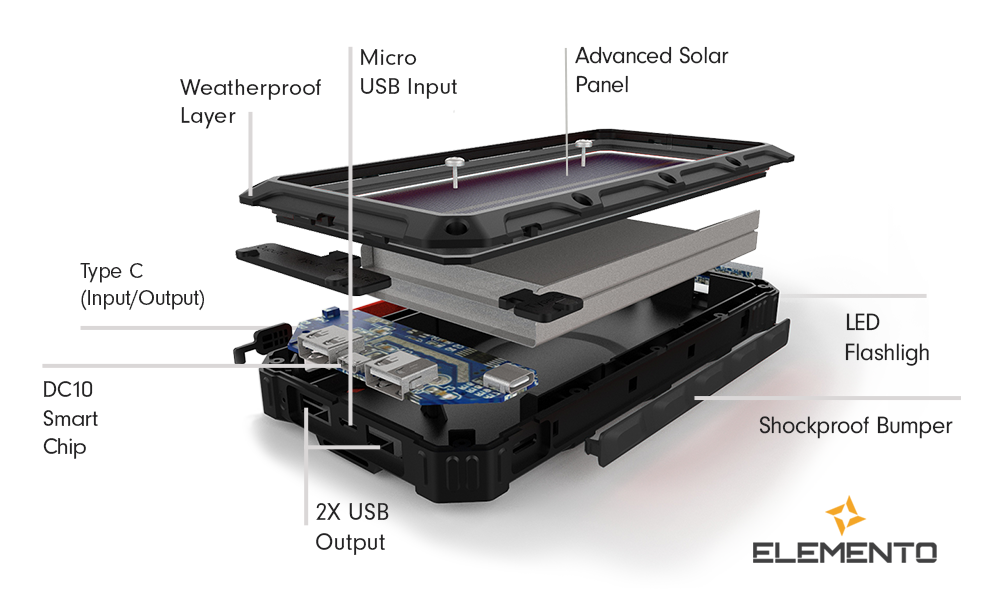 Micro
USB Input
Advanced Solar
Panel
Weatherproof
Layer
Type C
(Input/Output)
LED
Flashligh
DC10
Smart
Chip
Shockproof Bumper
2X USB
Output
ELEMENTO